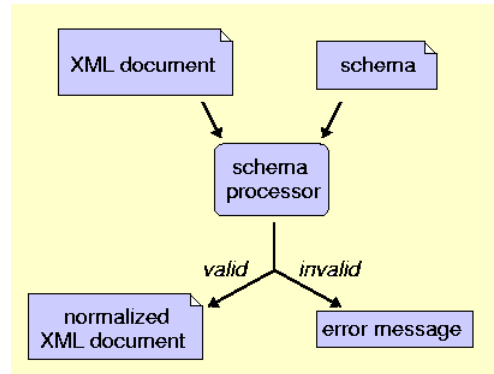 XML document
schema
schema
processor
valid
invalid
normalized
XML document
error message